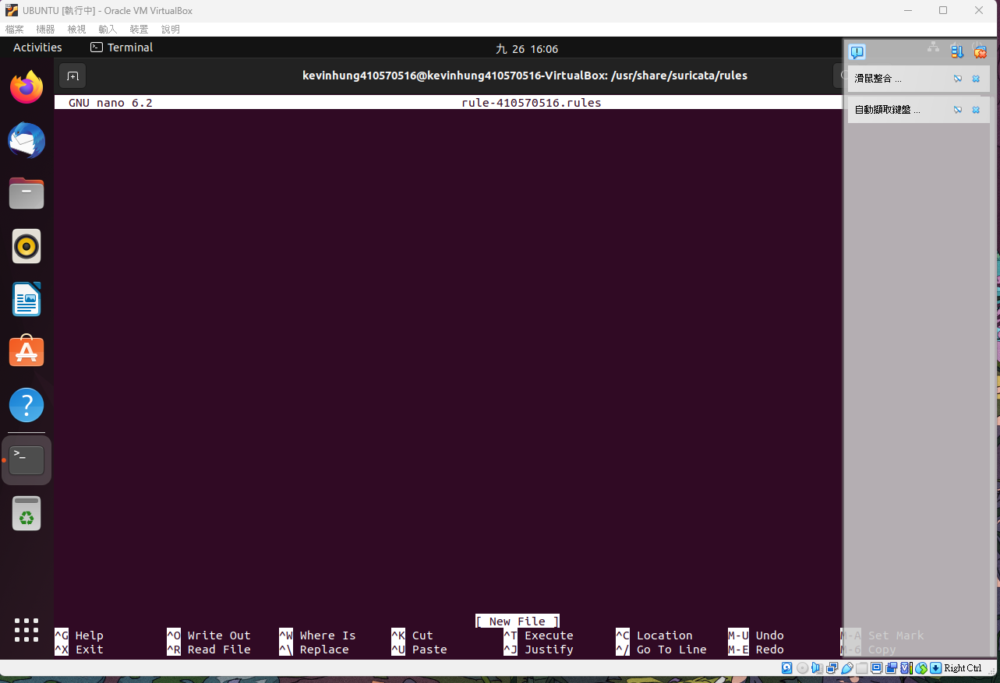 UBUNTU [執行中] - Oracle VM VirtualBox
檔案 機器 檢視 輸入 裝置 說明
Activities Terminal 九 26 16:06
kevinhung410570516@kevinhung410570516-VirtualBox: /usr/share/suricata/rules
滑鼠整合 ...
GNU nano 6.2 rule-410570516.rules
自動擷取鍵盤 ...
[ New File ]
^G Help ^O Write Out ^W Where Is ^K Cut ^T Execute ^C Location M-U Undo M-A Set Mark
^X Exit ^R Read File ^\ Replace ^U Paste ^J Justify ^/ Go To Line M-E Redo M-6 Copy
Right Ctrl